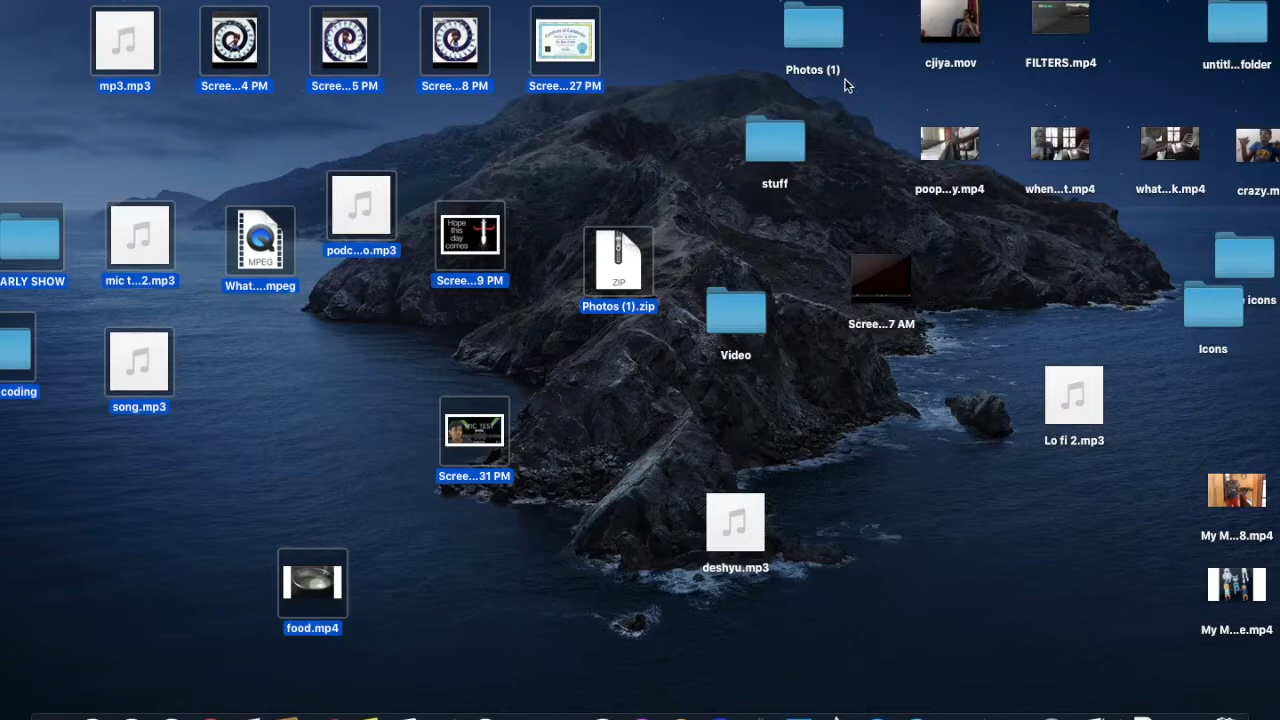 mp3.mp3
Scree...4 PM
Scree...5 PM
Scree...8 PM
Scree...27 PM
Photos (1)
cjiya.mov
FILTERS.mp4
untitl...folder
stuff
poop...y.mp4
when...t.mp4
what...k.mp4
crazy.m
ARLY SHOW
mic t...2.mp3
MPEG
What....mpeg
podc...o.mp3
Hope
this
day
comes
Scree...9 PM
ZIP
Photos (1).zip
Video
Scree...7 AM
icons
Icons
coding
song.mp3
Scree...31 PM
Lo fi 2.mp3
My M...8.mp4
deshyu.mp3
food.mp4
My M...e.mp4